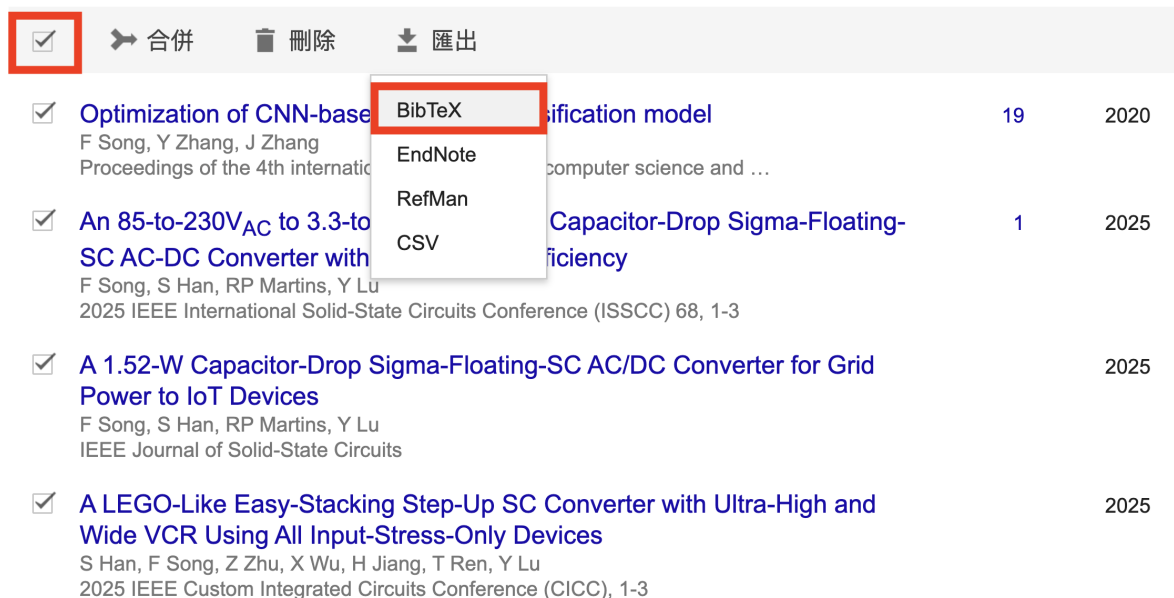 合併 刪除 匯出
BibTeX
EndNote
RefMan
CSV
Optimization of CNN-base sification model 19 2020
F Song, Y Zhang, J Zhang
Proceedings of the 4th internatic computer science and …
An 85-to-230VAC to 3.3-to Capacitor-Drop Sigma-Floating- 1 2025
SC AC-DC Converter with ficiency
F Song, S Han, RP Martins, Y Lu
2025 IEEE International Solid-State Circuits Conference (ISSCC) 68, 1-3
A 1.52-W Capacitor-Drop Sigma-Floating-SC AC/DC Converter for Grid 2025
Power to IoT Devices
F Song, S Han, RP Martins, Y Lu
IEEE Journal of Solid-State Circuits
A LEGO-Like Easy-Stacking Step-Up SC Converter with Ultra-High and 2025
Wide VCR Using All Input-Stress-Only Devices
S Han, F Song, Z Zhu, X Wu, H Jiang, T Ren, Y Lu
2025 IEEE Custom Integrated Circuits Conference (CICC), 1-3